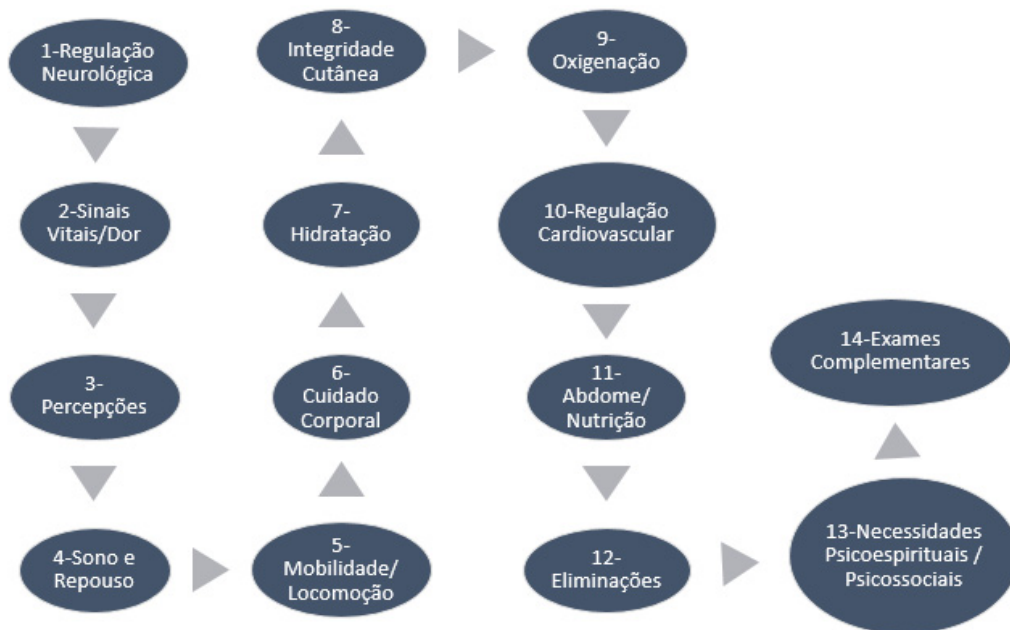 1-Regulação
Neurológica
2-Sinais
Vitais/Dor
3-
Percepções
4-Sono e
Repouso
5-
Mobilidade/
Locomoção
6-
Cuidado
Corporal
7-
Hidratação
8-
Integridade
Cutânea
9-
Oxigenação
10-Regulação
Cardiovascular
11-
Abdome/
Nutrição
12-
Eliminações
13-Necessidades
Psicoespirituais /
Psicossociais
14-Exames
Complementares